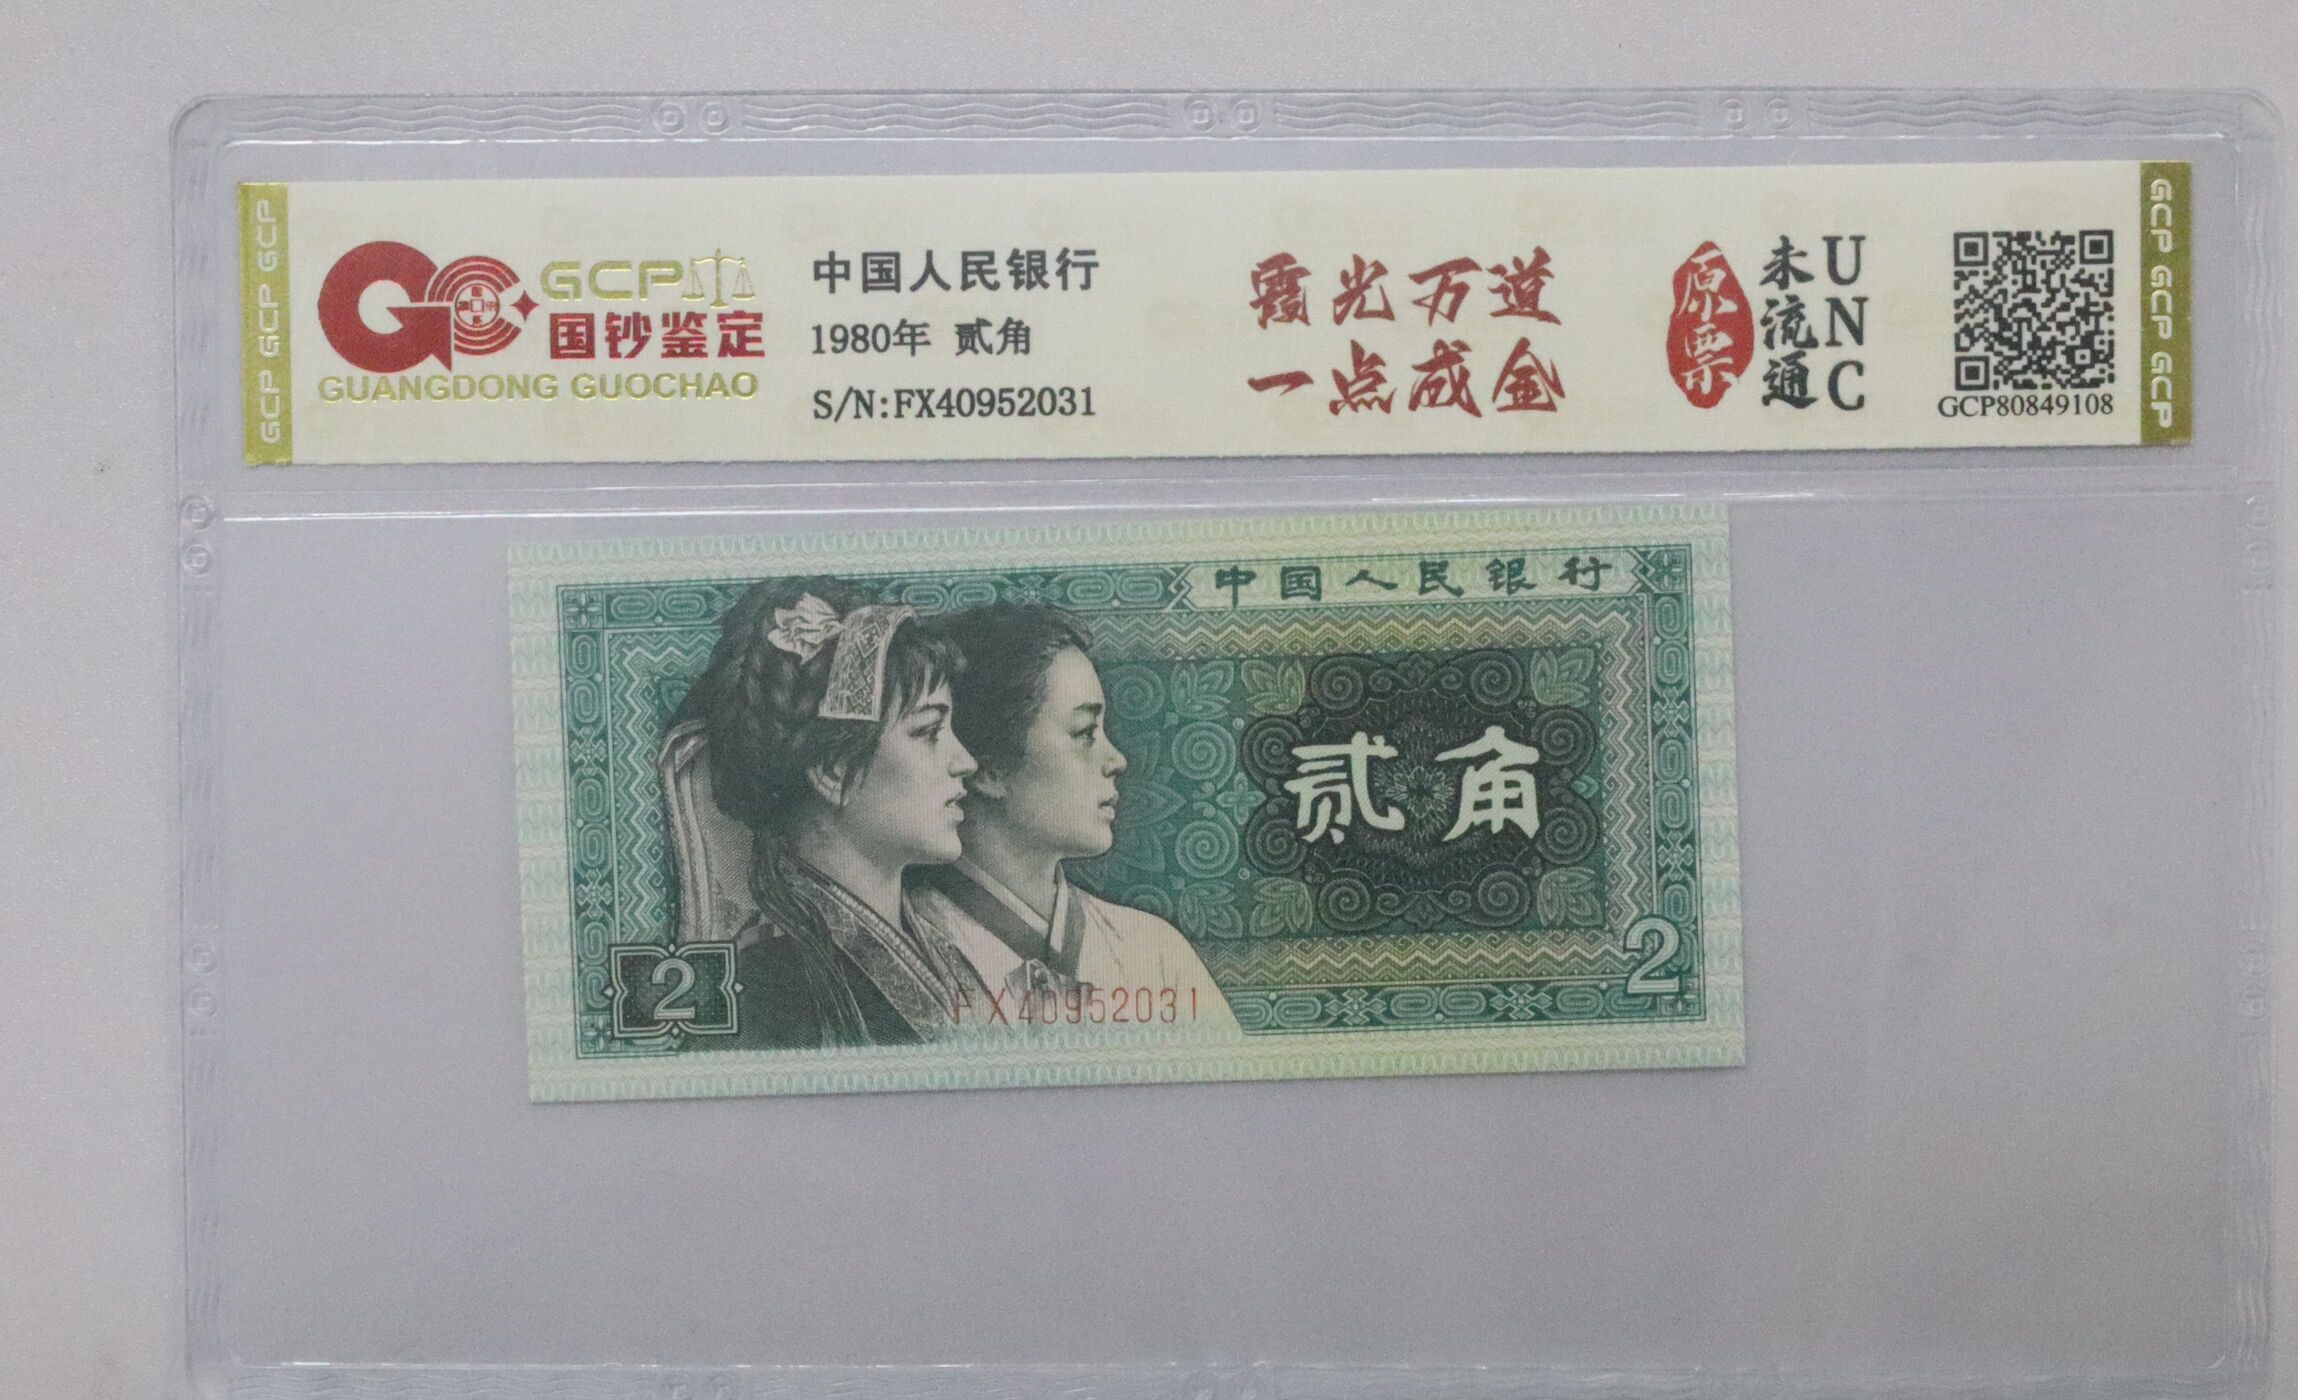 GCP GCP GCP
GCP
国钞鉴定
GUANGDONG GUOCHAO
中国人民银行
1980年 贰角
S/N:FX40952031
霞光万道
一点成金
原票
未流通
UNC
GCP80849108
GCP GCP GCP
中国人民银行
贰角
2
FX40952031
2